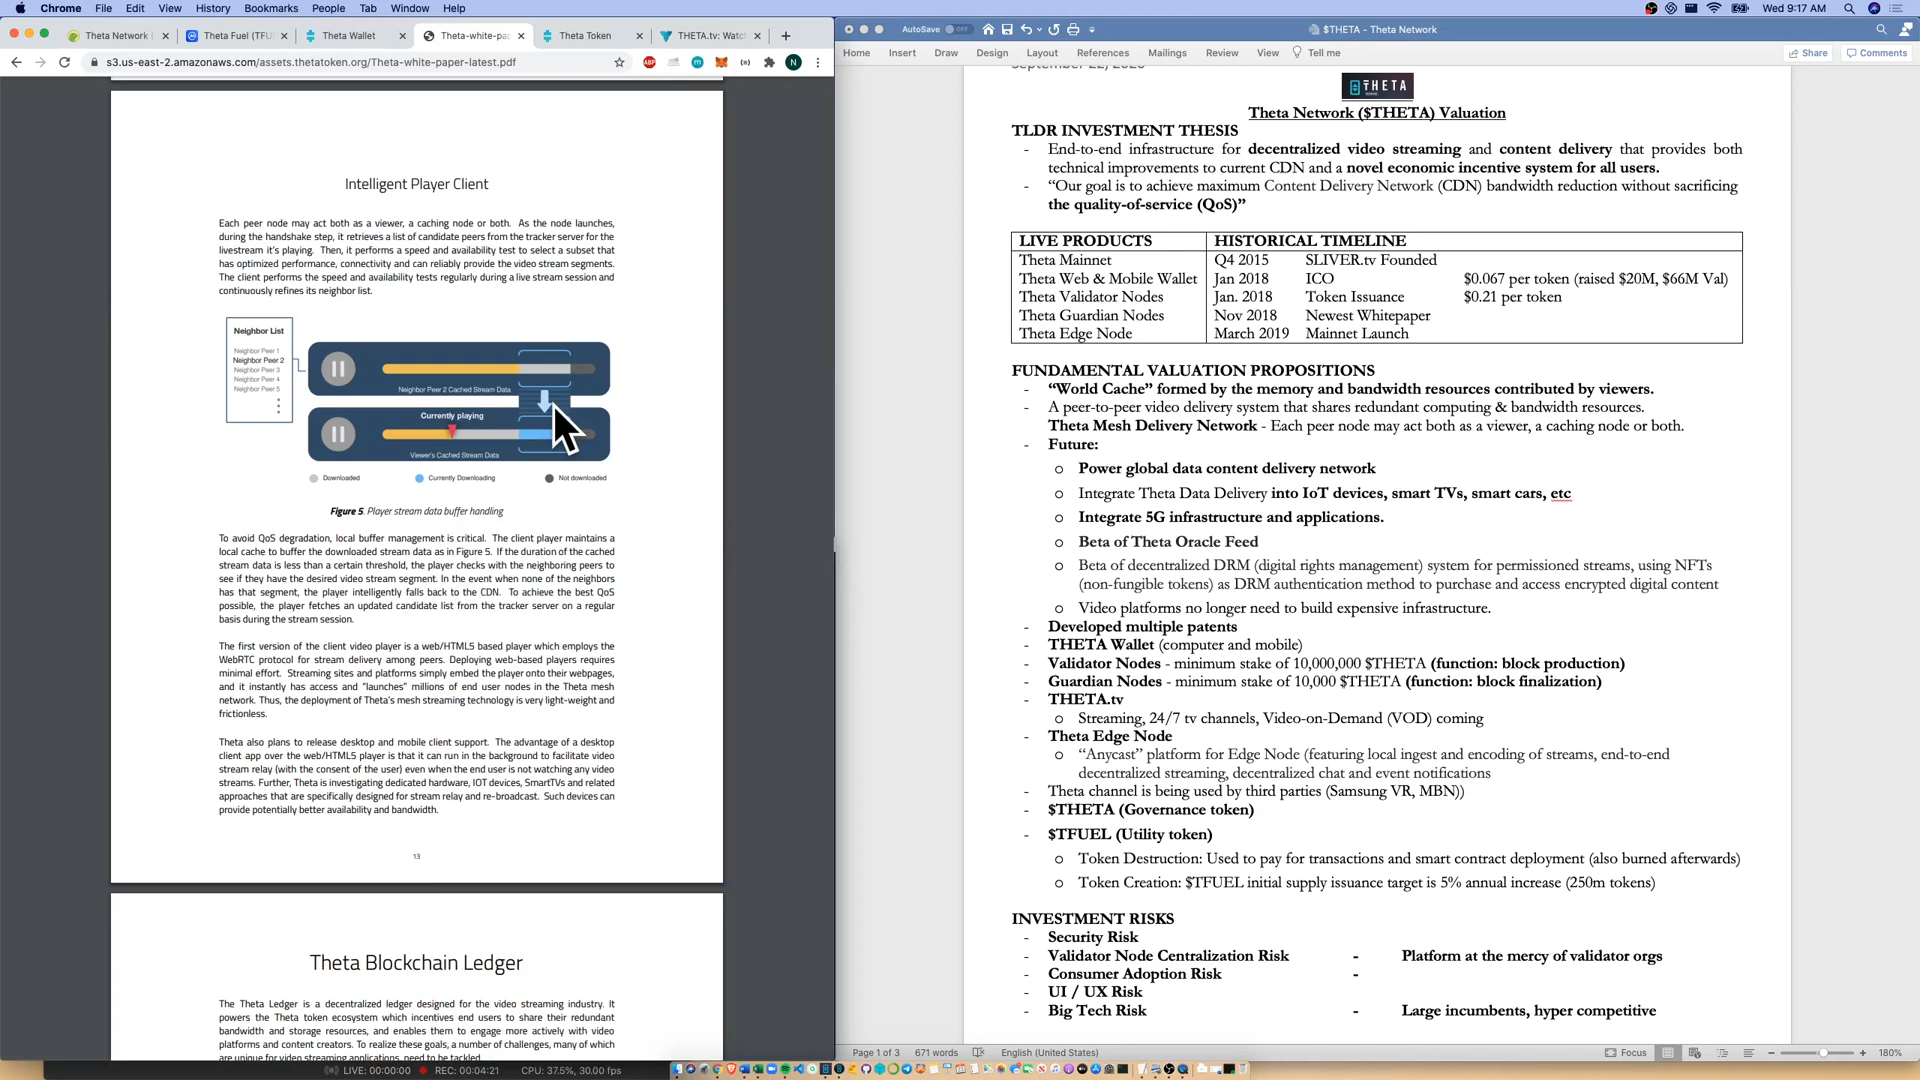 Chrome File Edit View History Bookmarks People Tab Window Help
Wed 9:17 AM
Theta Network (
Theta Fuel (TFU
Theta Wallet
Theta-white-pap
Theta Token
THETA.tv: Watc
s3.us-east-2.amazonaws.com/assets.thetatoken.org/Theta-white-paper-latest.pdf
Intelligent Player Client
Each peer node may act both as a viewer, a caching node or both. As the node launches,
during the handshake step, it retrieves a list of candidate peers from the tracker server for the
livestream it's playing. Then, it performs a speed and availability test to select a subset that
has optimized performance, connectivity and can reliably provide the video stream segments.
The client performs the speed and availability tests regularly during a live stream session and
continuously refines its neighbor list.
Neighbor List
Neighbor Peer 1
Neighbor Peer 2
Neighbor Peer 3
Neighbor Peer 4
Neighbor Peer 5
Neighbor Peer 2 Cached Stream Data
Currently playing
Viewer's Cached Stream Data
Downloaded
Currently Downloading
Not downloaded
Figure 5. Player stream data buffer handling
To avoid QoS degradation, local buffer management is critical. The client player maintains a
local cache to buffer the downloaded stream data as in Figure 5. If the duration of the cached
stream data is less than a certain threshold, the player checks with the neighboring peers to
see if they have the desired video stream segment. In the event when none of the neighbors
has that segment, the player intelligently falls back to the CDN. To achieve the best QoS
possible, the player fetches an updated candidate list from the tracker server on a regular
basis during the stream session.
The first version of the client video player is a web/HTML5 based player which employs the
WebRTC protocol for stream delivery among peers. Deploying web-based players requires
minimal effort. Streaming sites and platforms simply embed the player onto their webpages,
and it instantly has access and "launches" millions of end user nodes in the Theta mesh
network. Thus, the deployment of Theta's mesh streaming technology is very light-weight and
frictionless.
Theta also plans to release desktop and mobile client support. The advantage of a desktop
client app over the web/HTML5 player is that it can run in the background to facilitate video
stream relay (with the consent of the user) even when the end user is not watching any video
streams. Further, Theta is investigating dedicated hardware, IOT devices, SmartTVs and related
approaches that are specifically designed for stream relay and re-broadcast. Such devices can
provide potentially better availability and bandwidth.
13
Theta Blockchain Ledger
The Theta Ledger is a decentralized ledger designed for the video streaming industry. It
powers the Theta token ecosystem which incentives end users to share their redundant
bandwidth and storage resources, and enables them to engage more actively with video
platforms and content creators. To realize these goals, a number of challenges, many of which
are unique for video streaming applications, need to be tackled.
LIVE: 00:00:00 REC: 00:04:21 CPU: 37.5%, 30.00 fps
AutoSave OFF
$THETA - Theta Network
Home Insert Draw Design Layout References Mailings Review View Tell me
Share Comments
September 22, 2020
THETA
Theta Network ($THETA) Valuation
TLDR INVESTMENT THESIS
- End-to-end infrastructure for decentralized video streaming and content delivery that provides both
technical improvements to current CDN and a novel economic incentive system for all users.
- “Our goal is to achieve maximum Content Delivery Network (CDN) bandwidth reduction without sacrificing
the quality-of-service (QoS)”
LIVE PRODUCTS HISTORICAL TIMELINE
Theta Mainnet Q4 2015 SLIVER.tv Founded
Theta Web & Mobile Wallet Jan 2018 ICO $0.067 per token (raised $20M, $66M Val)
Theta Validator Nodes Jan. 2018 Token Issuance $0.21 per token
Theta Guardian Nodes Nov 2018 Newest Whitepaper
Theta Edge Node March 2019 Mainnet Launch
FUNDAMENTAL VALUATION PROPOSITIONS
- “World Cache” formed by the memory and bandwidth resources contributed by viewers.
- A peer-to-peer video delivery system that shares redundant computing & bandwidth resources.
Theta Mesh Delivery Network - Each peer node may act both as a viewer, a caching node or both.
- Future:
o Power global data content delivery network
o Integrate Theta Data Delivery into IoT devices, smart TVs, smart cars, etc
o Integrate 5G infrastructure and applications.
o Beta of Theta Oracle Feed
o Beta of decentralized DRM (digital rights management) system for permissioned streams, using NFTs
(non-fungible tokens) as DRM authentication method to purchase and access encrypted digital content
o Video platforms no longer need to build expensive infrastructure.
- Developed multiple patents
- THETA Wallet (computer and mobile)
- Validator Nodes - minimum stake of 10,000,000 $THETA (function: block production)
- Guardian Nodes - minimum stake of 10,000 $THETA (function: block finalization)
- THETA.tv
o Streaming, 24/7 tv channels, Video-on-Demand (VOD) coming
- Theta Edge Node
o “Anycast” platform for Edge Node (featuring local ingest and encoding of streams, end-to-end
decentralized streaming, decentralized chat and event notifications
- Theta channel is being used by third parties (Samsung VR, MBN))
- $THETA (Governance token)
- $TFUEL (Utility token)
o Token Destruction: Used to pay for transactions and smart contract deployment (also burned afterwards)
o Token Creation: $TFUEL initial supply issuance target is 5% annual increase (250m tokens)
INVESTMENT RISKS
- Security Risk
- Validator Node Centralization Risk - Platform at the mercy of validator orgs
- Consumer Adoption Risk -
- UI / UX Risk
- Big Tech Risk - Large incumbents, hyper competitive
Page 1 of 3 671 words English (United States) Focus 180%